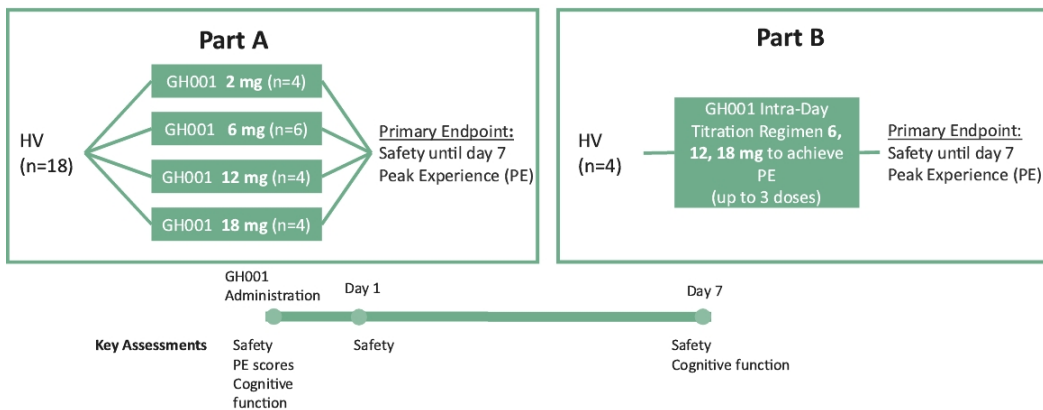 Part A
HV
(n=18)
GH001 2 mg (n=4)
GH001 6 mg (n=6)
GH001 12 mg (n=4)
GH001 18 mg (n=4)
Primary Endpoint:
Safety until day 7
Peak Experience (PE)
Part B
HV
(n=4)
GH001 Intra-Day
Titration Regimen 6,
12, 18 mg to achieve
PE
(up to 3 doses)
Primary Endpoint:
Safety until day 7
Peak Experience (PE)
GH001
Administration
Day 1
Day 7
Key Assessments
Safety
PE scores
Cognitive
function
Safety
Safety
Cognitive function